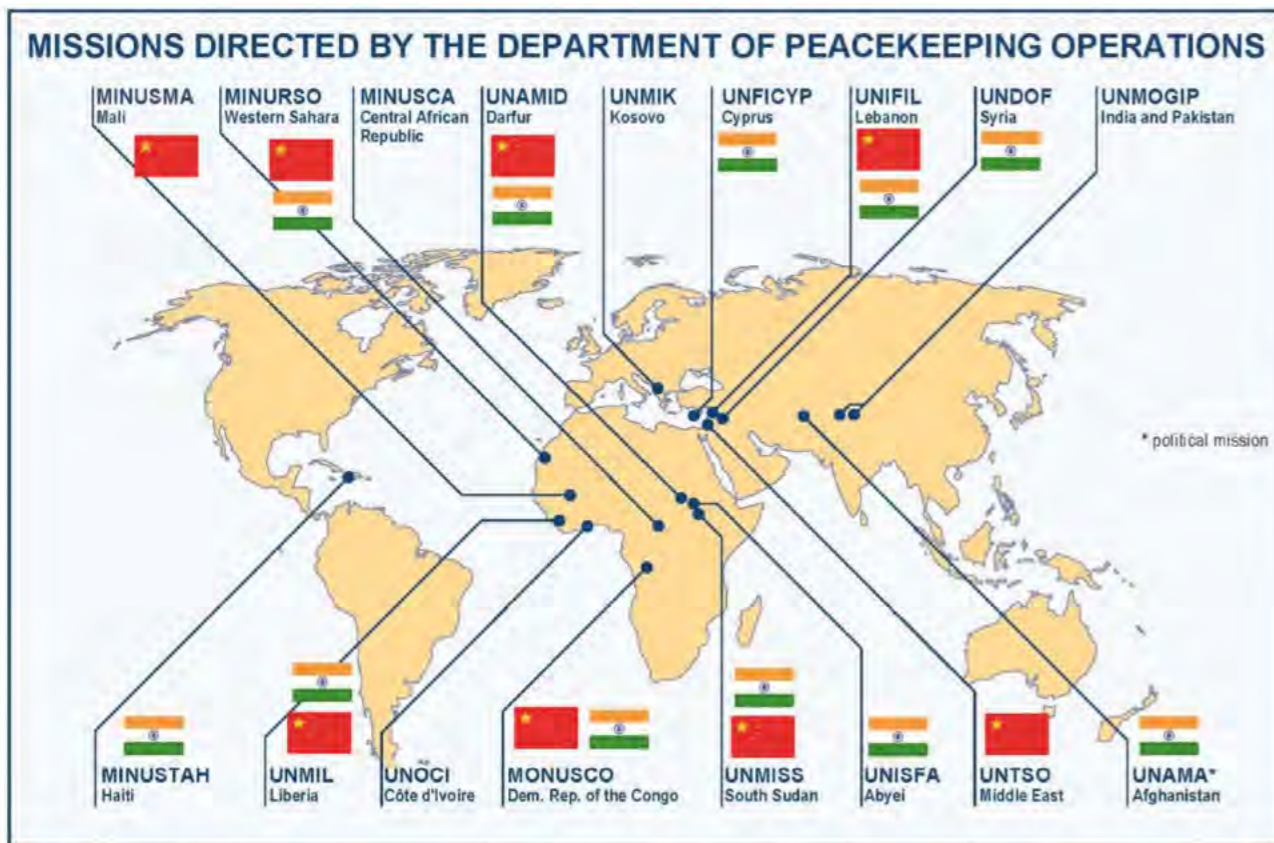 MISSIONS DIRECTED BY THE DEPARTMENT OF PEACEKEEPING OPERATIONS
MINUSMA
Mali
MINURSO
Western Sahara
MINUSCA
Central African
Republic
UNAMID
Darfur
UNMIK
Kosovo
UNFICYP
Cyprus
UNIFIL
Lebanon
UNDOF
Syria
UNMOGIP
India and Pakistan
* political mission
MINUSTAH
Haiti
UNMIL
Liberia
UNOCI
Côte d'Ivoire
MONUSCO
Dem. Rep. of the Congo
UNMISS
South Sudan
UNISFA
Abyei
UNTSO
Middle East
UNAMA*
Afghanistan